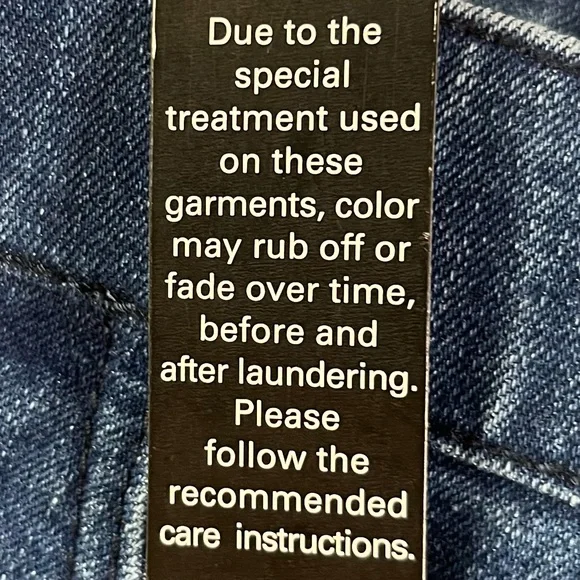 Due to the
special
treatment used
on these
garments, color
may rub off or
fade over time,
before and
after laundering.
Please
follow the
recommended
care instructions.